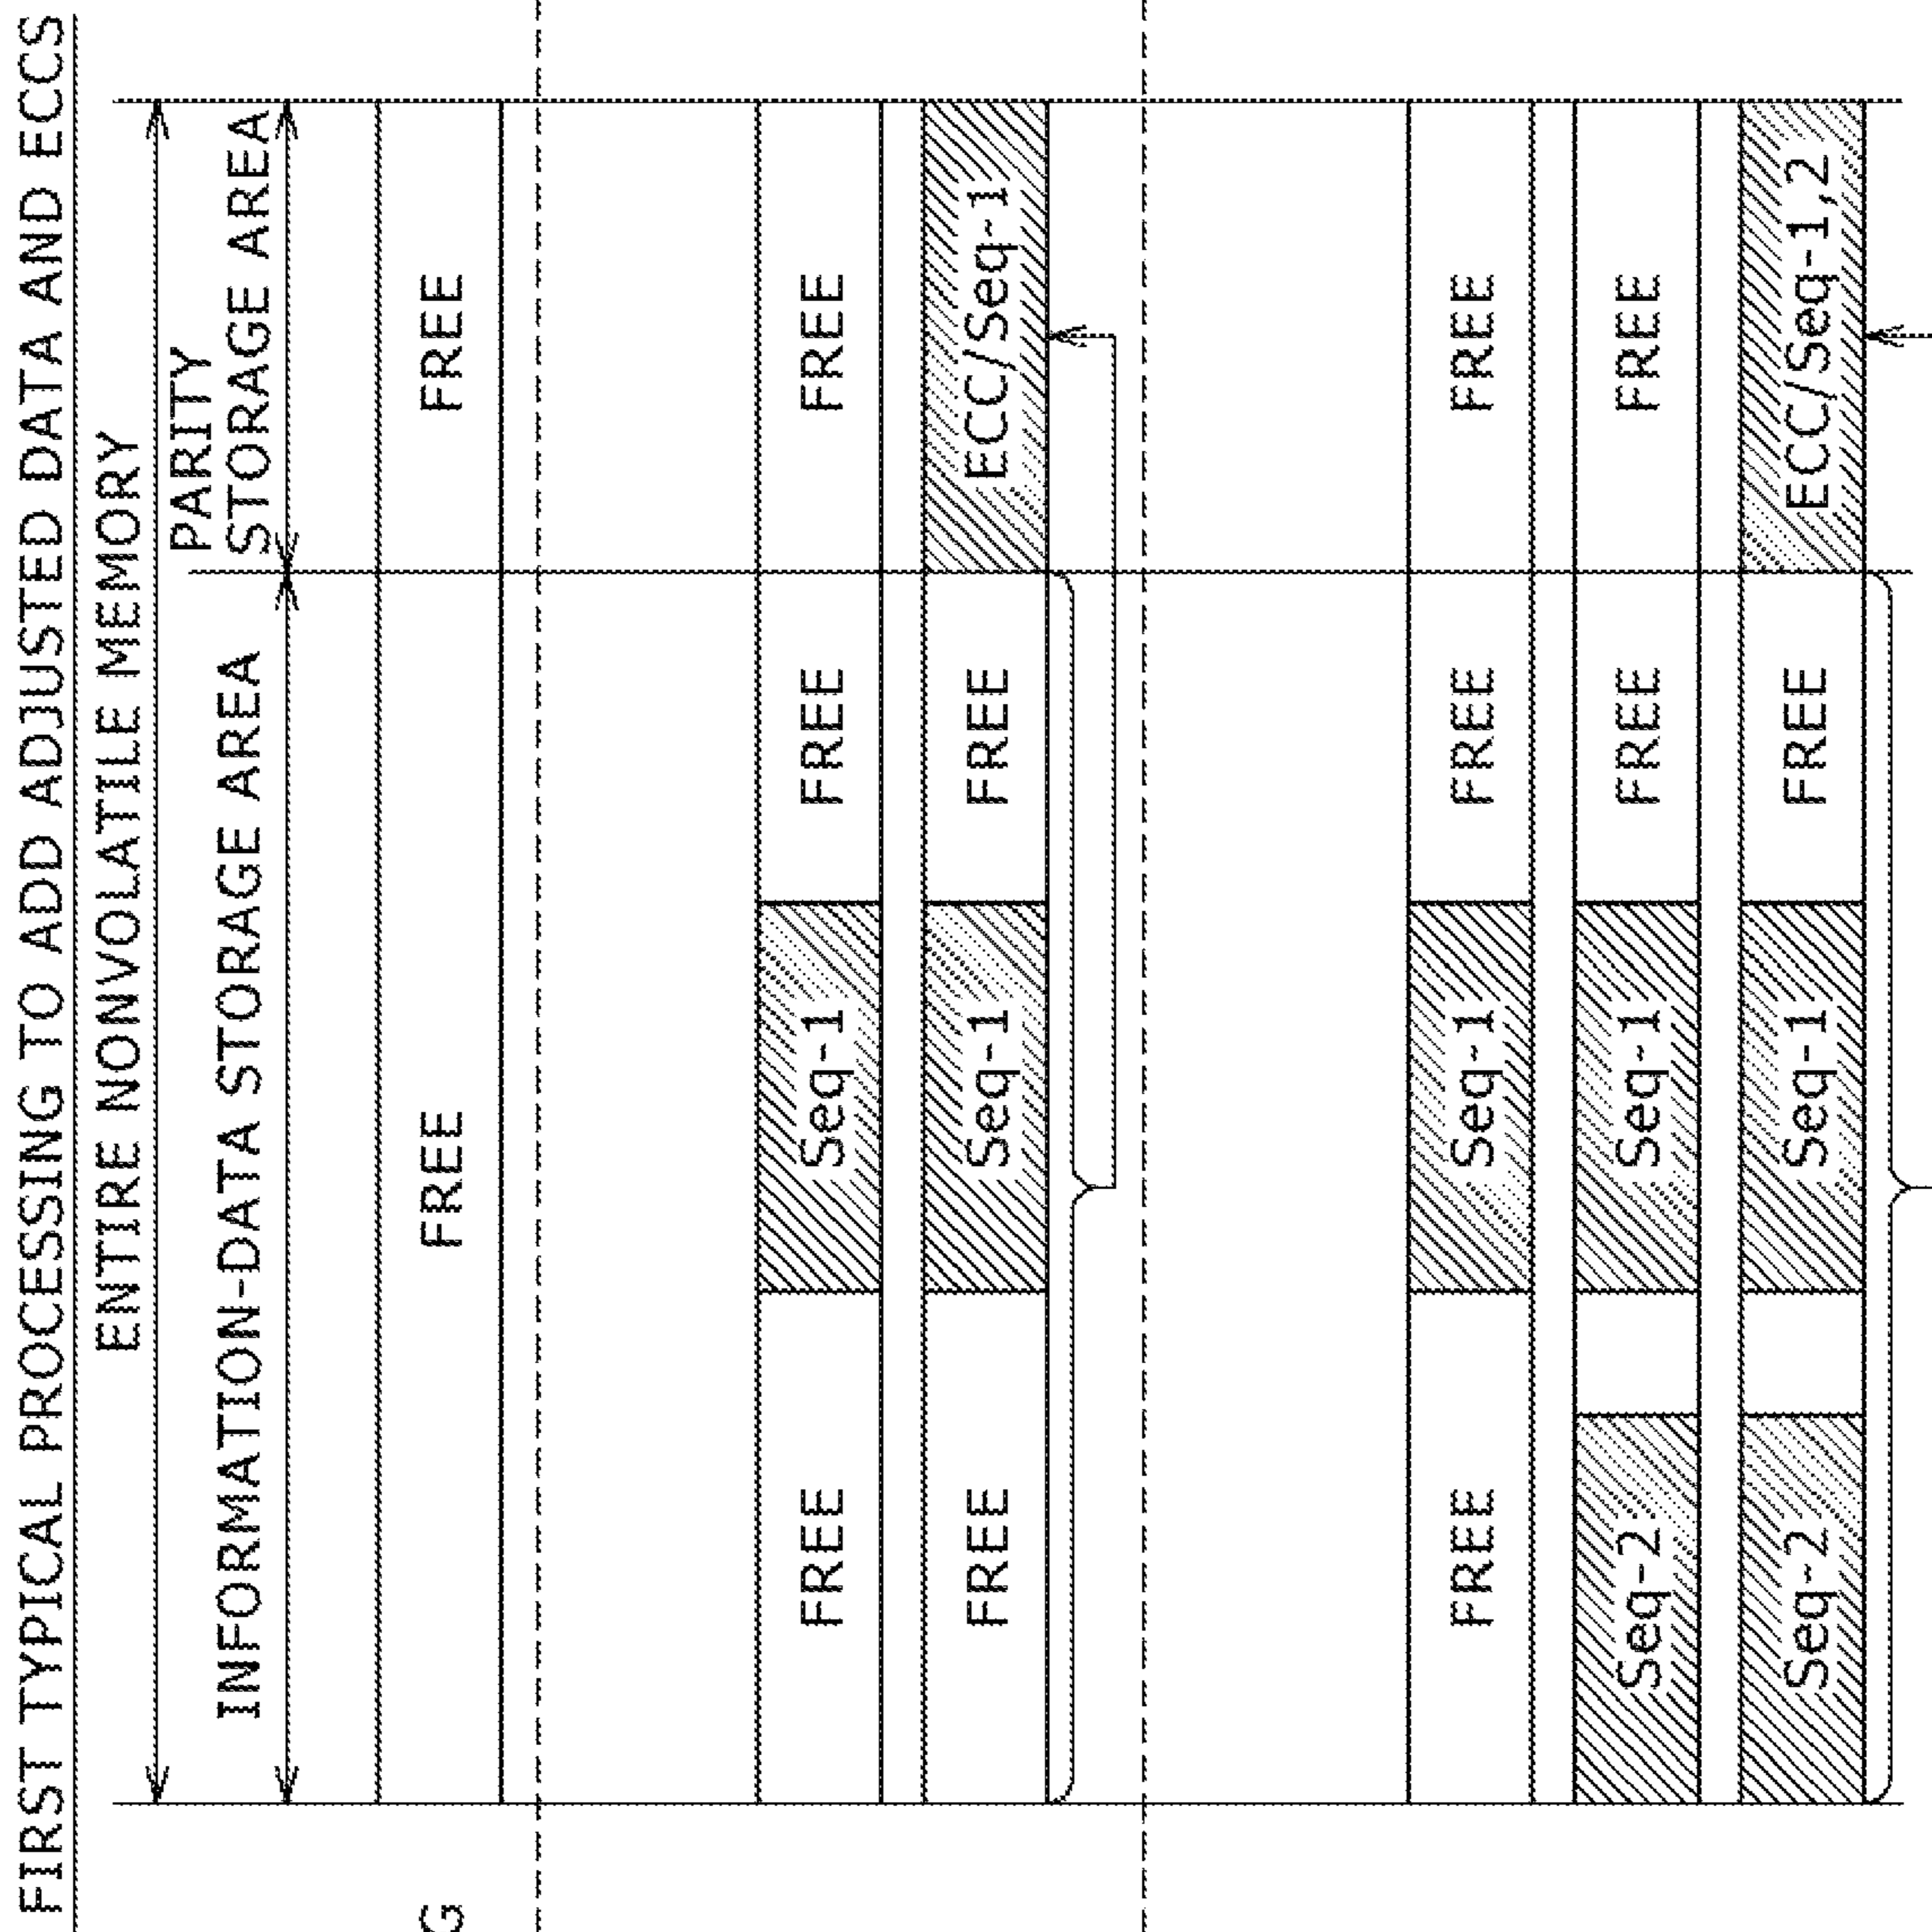 FIRST TYPICAL PROCESSING TO ADD ADJUSTED DATA AND ECCS
ENTIRE NONVOLATILE MEMORY
PARITY
INFORMATION-DATA STORAGE AREA STORAGE AREA
G FREE FREE
FREE Seq-1 FREE FREE
FREE Seq-1 FREE ECC/Seq-1
FREE Seq-1 FREE FREE
Seq-2 Seq-1 FREE FREE
Seq-2 Seq-1 FREE ECC/Seq-1,2